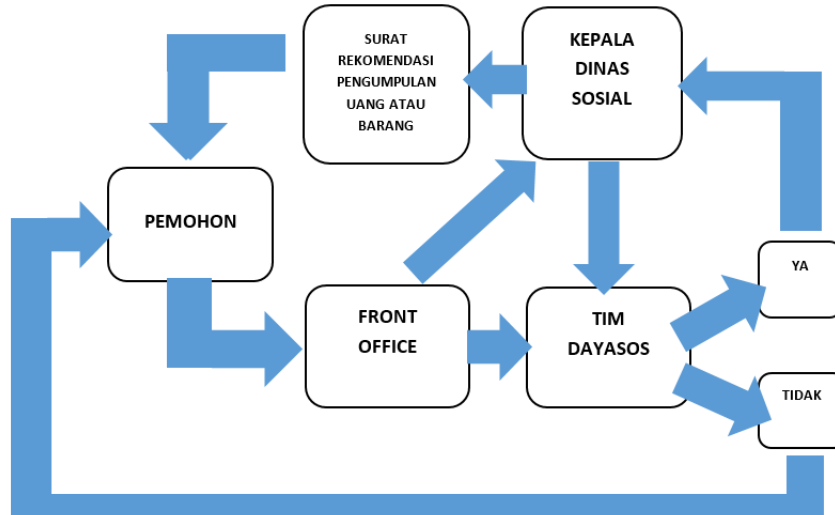 SURAT
REKOMENDASI
PENGUMPULAN
UANG ATAU
BARANG
KEPALA
DINAS
SOSIAL
PEMOHON
YA
FRONT
OFFICE
TIM
DAYASOS
TIDAK